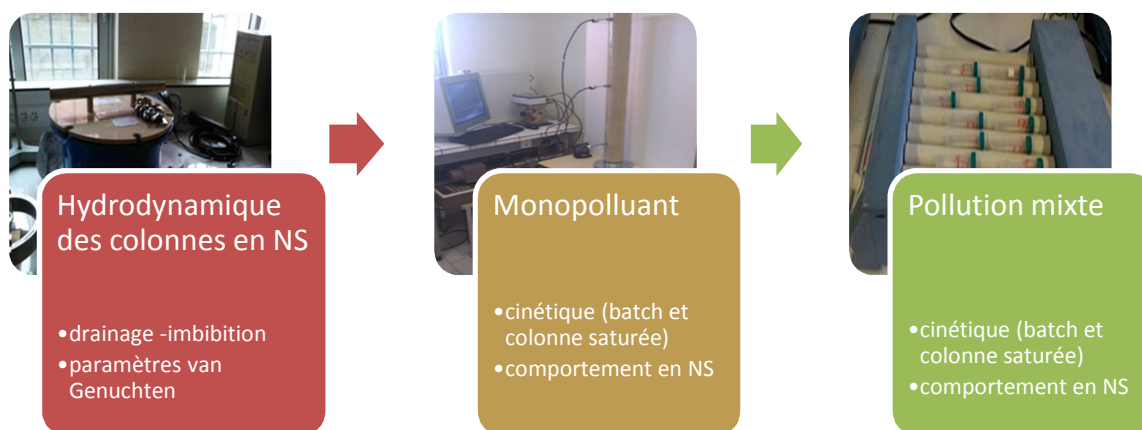 Hydrodynamique
des colonnes en NS
•drainage -imbibition
•paramètres van
Genuchten
Monopolluant
•cinétique (batch et
colonne saturée)
•comportement en NS
Pollution mixte
•cinétique (batch et
colonne saturée)
•comportement en NS